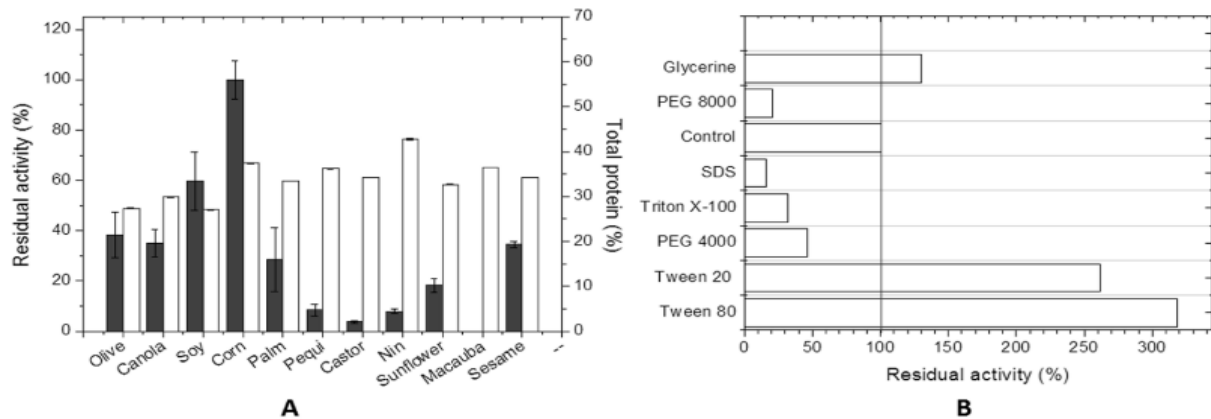 120
100
80
60
40
20
0
Residual activity (%)
70
60
50
40
30
20
10
0
Total protein (%)
Olive
Canola
Soy
Corn
Palm
Pequi
Castor
Nin
Sunflower
Macauba
Sesame
--
A
Glycerine
PEG 8000
Control
SDS
Triton X-100
PEG 4000
Tween 20
Tween 80
0 50 100 150 200 250 300
Residual activity (%)
B